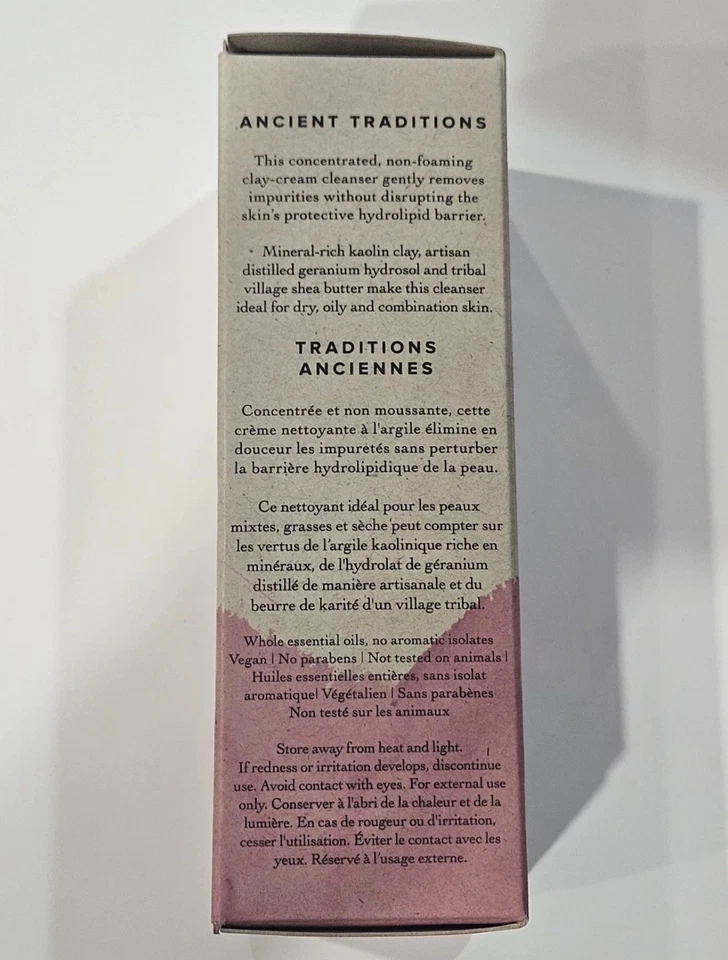 ANCIENT TRADITIONS
This concentrated, non-foaming
clay-cream cleanser gently removes
impurities without disrupting the
skin's protective hydrolipid barrier.
Mineral-rich kaolin clay, artisan
distilled geranium hydrosol and tribal
village shea butter make this cleanser
ideal for dry, oily and combination skin.
TRADITIONS
ANCIENNES
Concentrée et non moussante, cette
crème nettoyante à l'argile élimine en
douceur les impuretés sans perturber
la barrière hydrolipidique de la peau.
Ce nettoyant idéal pour les peaux
mixtes, grasses et sèche peut compter sur
les vertus de l'argile kaolinique riche en
minéraux, de l'hydrolat de géranium
distillé de manière artisanale et du
beurre de karité d'un village tribal.
Whole essential oils, no aromatic isolates
Vegan | No parabens | Not tested on animals |
Huiles essentielles entières, sans isolat
aromatique| Végétalien | Sans parabènes
Non testé sur les animaux
Store away from heat and light.
If redness or irritation develops, discontinue
use. Avoid contact with eyes. For external use
only. Conserver à l'abri de la chaleur et de la
lumière. En cas de rougeur ou d'irritation,
cesser l'utilisation. Éviter le contact avec les
yeux. Réservé à l'usage externe.